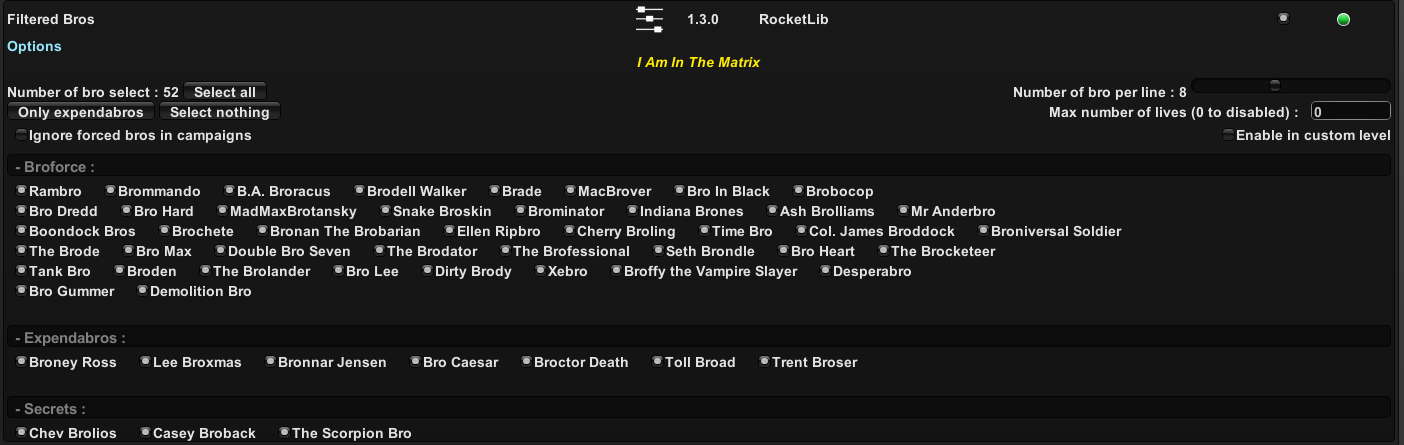 Filtered Bros 1.3.0 RocketLib
Options
I Am In The Matrix
Number of bro select : 52 Select all Number of bro per line : 8
Only expendabros Select nothing Max number of lives (0 to disabled) : 0
Ignore forced bros in campaigns Enable in custom level
- Broforce :
Rambro Brommando B.A. Broracus Brodell Walker Brade MacBrover Bro In Black Brobocop
Bro Dredd Bro Hard MadMaxBrotansky Snake Broskin Brominator Indiana Brones Ash Brolliams Mr Anderbro
Boondock Bros Brochete Bronan The Brobarian Ellen Ripbro Cherry Broling Time Bro Col. James Broddock Broniversal Soldier
The Brode Bro Max Double Bro Seven The Brodator The Brofessional Seth Brondle Bro Heart The Brocketeer
Tank Bro Broden The Brolander Bro Lee Dirty Brody Xebro Broffy the Vampire Slayer Desperabro
Bro Gummer Demolition Bro
- Expendabros :
Broney Ross Lee Broxmas Bronnar Jensen Bro Caesar Broctor Death Toll Broad Trent Broser
- Secrets :
Chev Brolios Casey Broback The Scorpion Bro